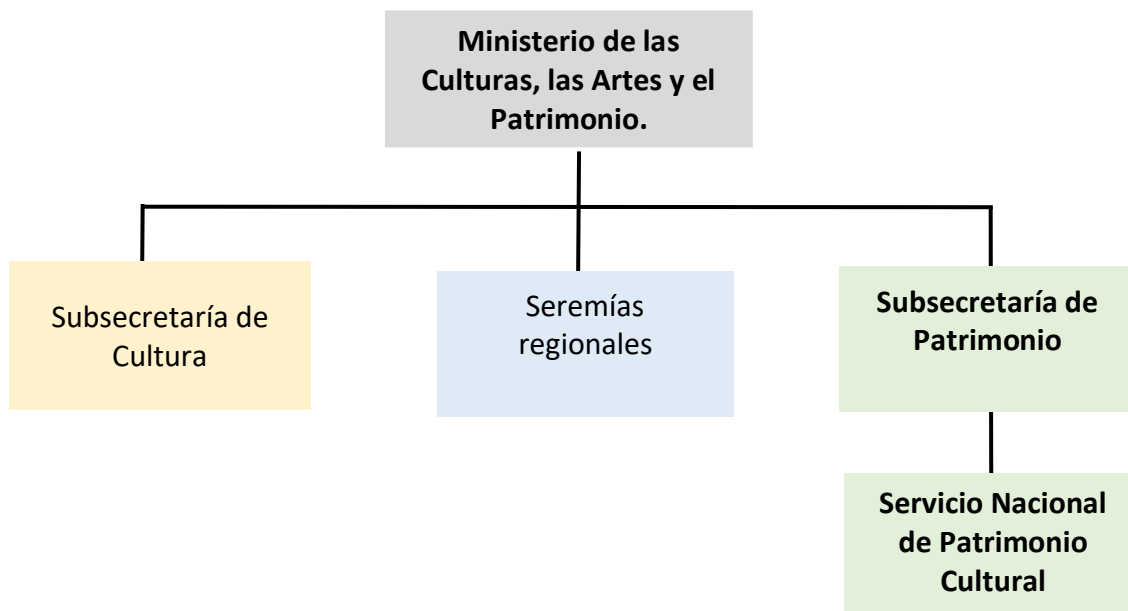 Ministerio de las
Culturas, las Artes y el
Patrimonio.
Subsecretaría de
Cultura
Seremías
regionales
Subsecretaría de
Patrimonio
Servicio Nacional
de Patrimonio
Cultural